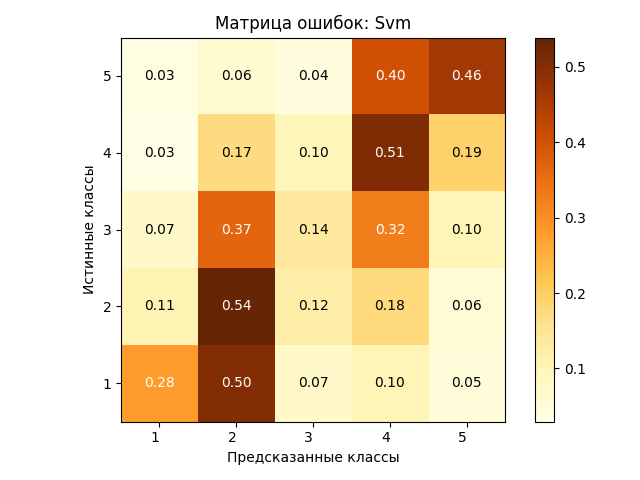 Матрица ошибок: Svm
Истинные классы
5 0.03 0.06 0.04 0.40 0.46
4 0.03 0.17 0.10 0.51 0.19
3 0.07 0.37 0.14 0.32 0.10
2 0.11 0.54 0.12 0.18 0.06
1 0.28 0.50 0.07 0.10 0.05
1 2 3 4 5
Предсказанные классы
0.5
0.4
0.3
0.2
0.1